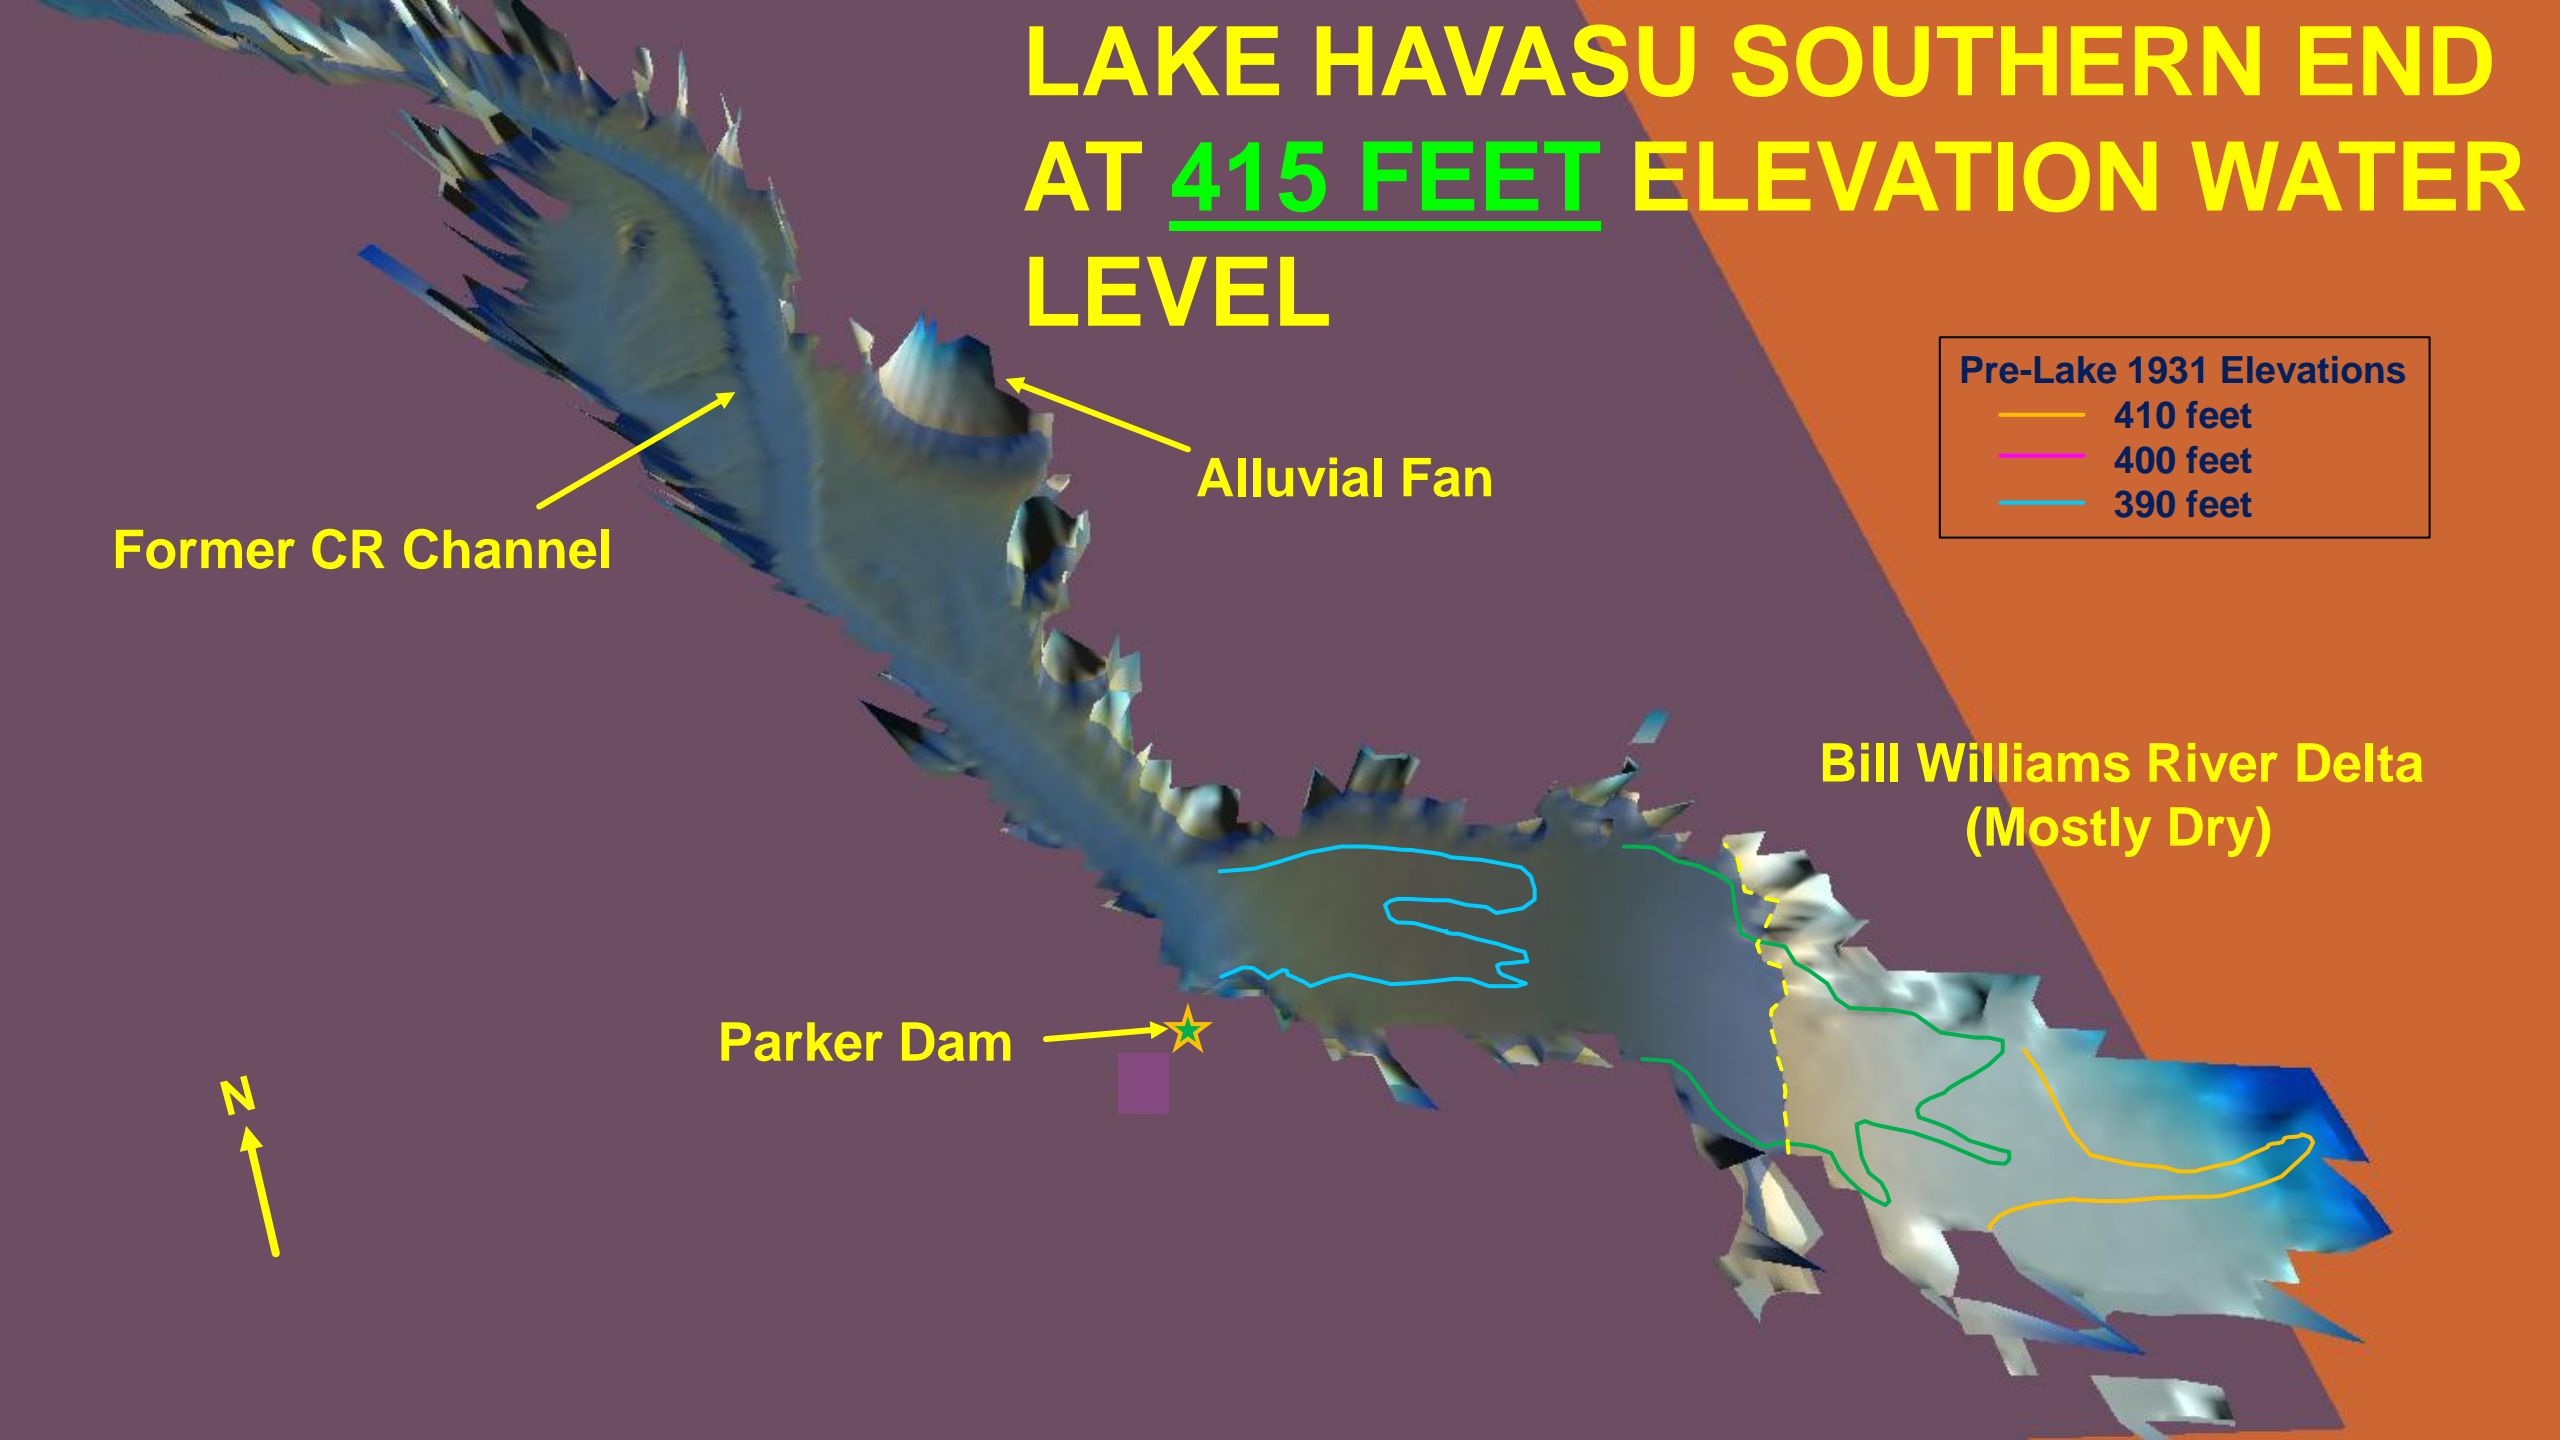 LAKE HAVASU SOUTHERN END
AT 415 FEET ELEVATION WATER
LEVEL
Pre-Lake 1931 Elevations
410 feet
400 feet
390 feet
Alluvial Fan
Former CR Channel
Bill Williams River Delta
(Mostly Dry)
Parker Dam
N